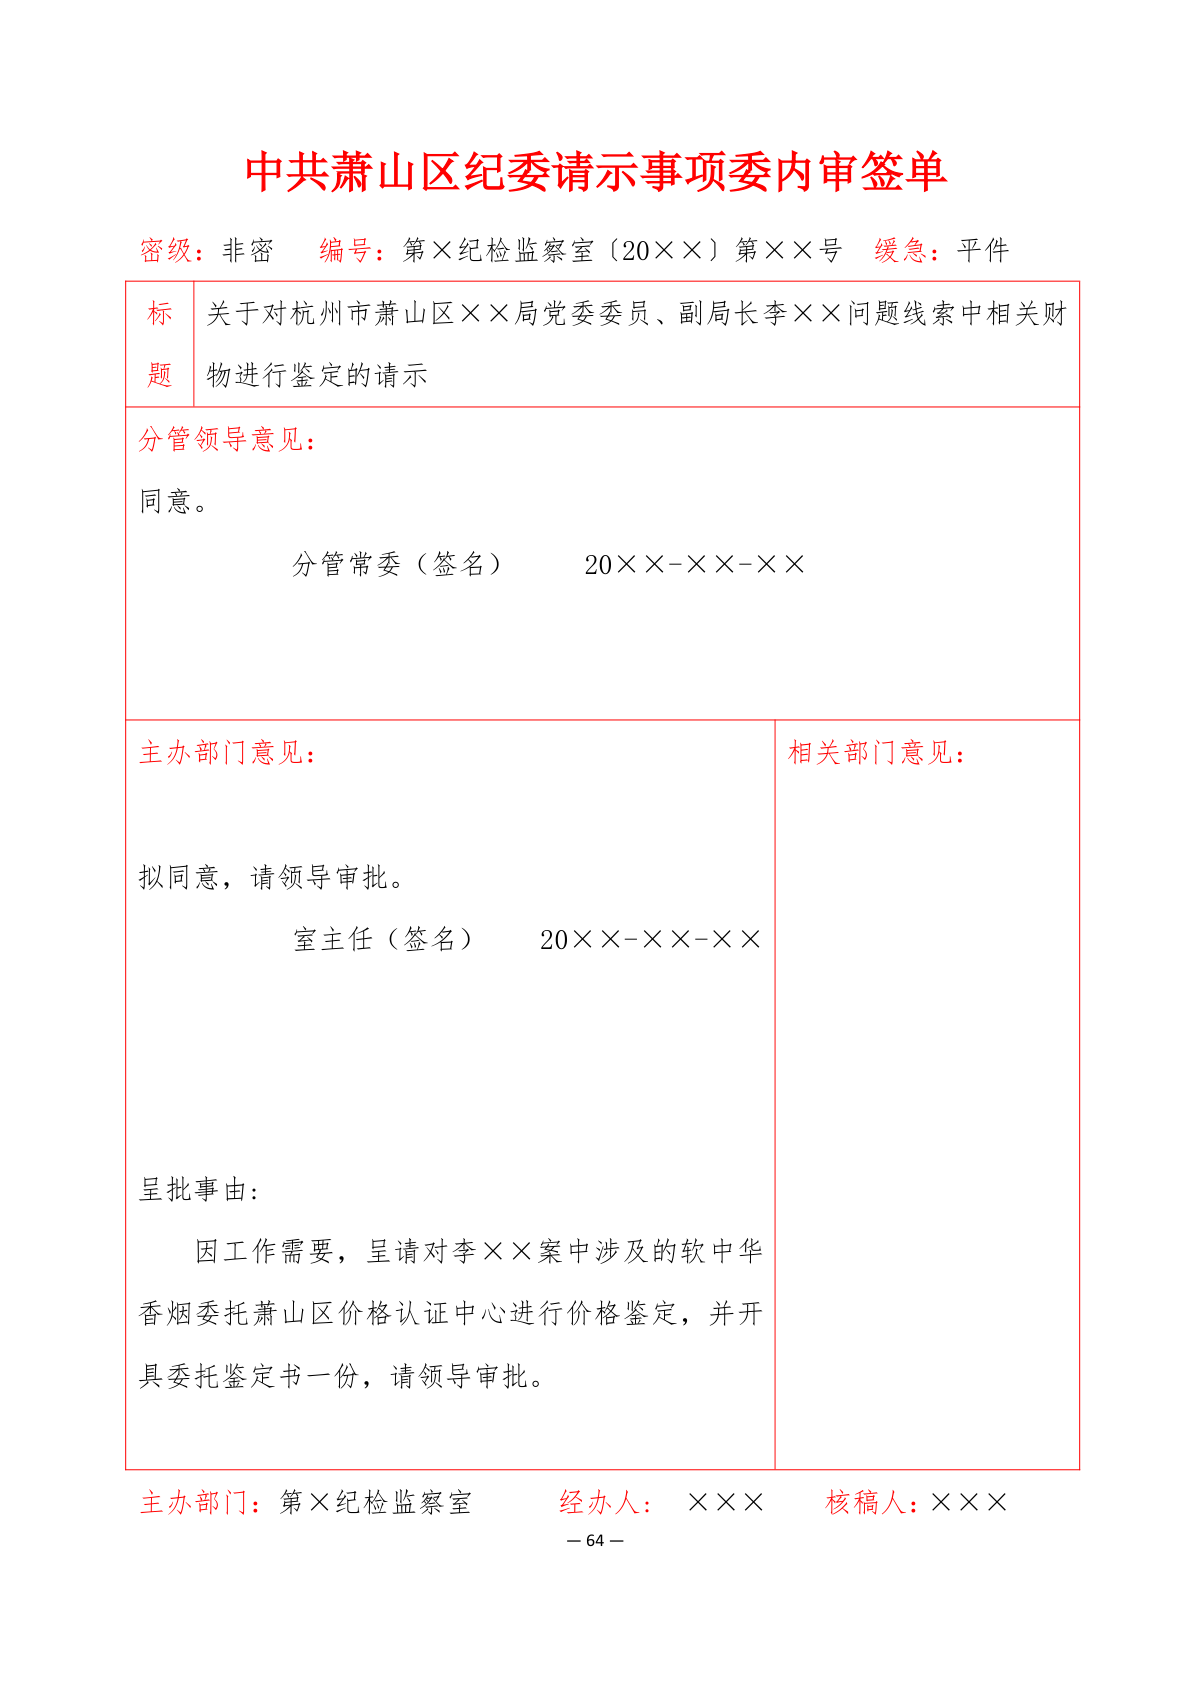 中共萧山区纪委请示事项委内审签单
密级：非密 编号：第×纪检监察室〔20××〕第××号 缓急：平件
标题
关于对杭州市萧山区××局党委委员、副局长李××问题线索中相关财
物进行鉴定的请示
分管领导意见：
同意。
分管常委（签名） 20××-××-××
主办部门意见：
拟同意，请领导审批。
室主任（签名） 20××-××-××
呈批事由：
因工作需要，呈请对李××案中涉及的软中华
香烟委托萧山区价格认证中心进行价格鉴定，并开
具委托鉴定书一份，请领导审批。
相关部门意见：
主办部门：第×纪检监察室 经办人： ××× 核稿人：×××
— 64 —